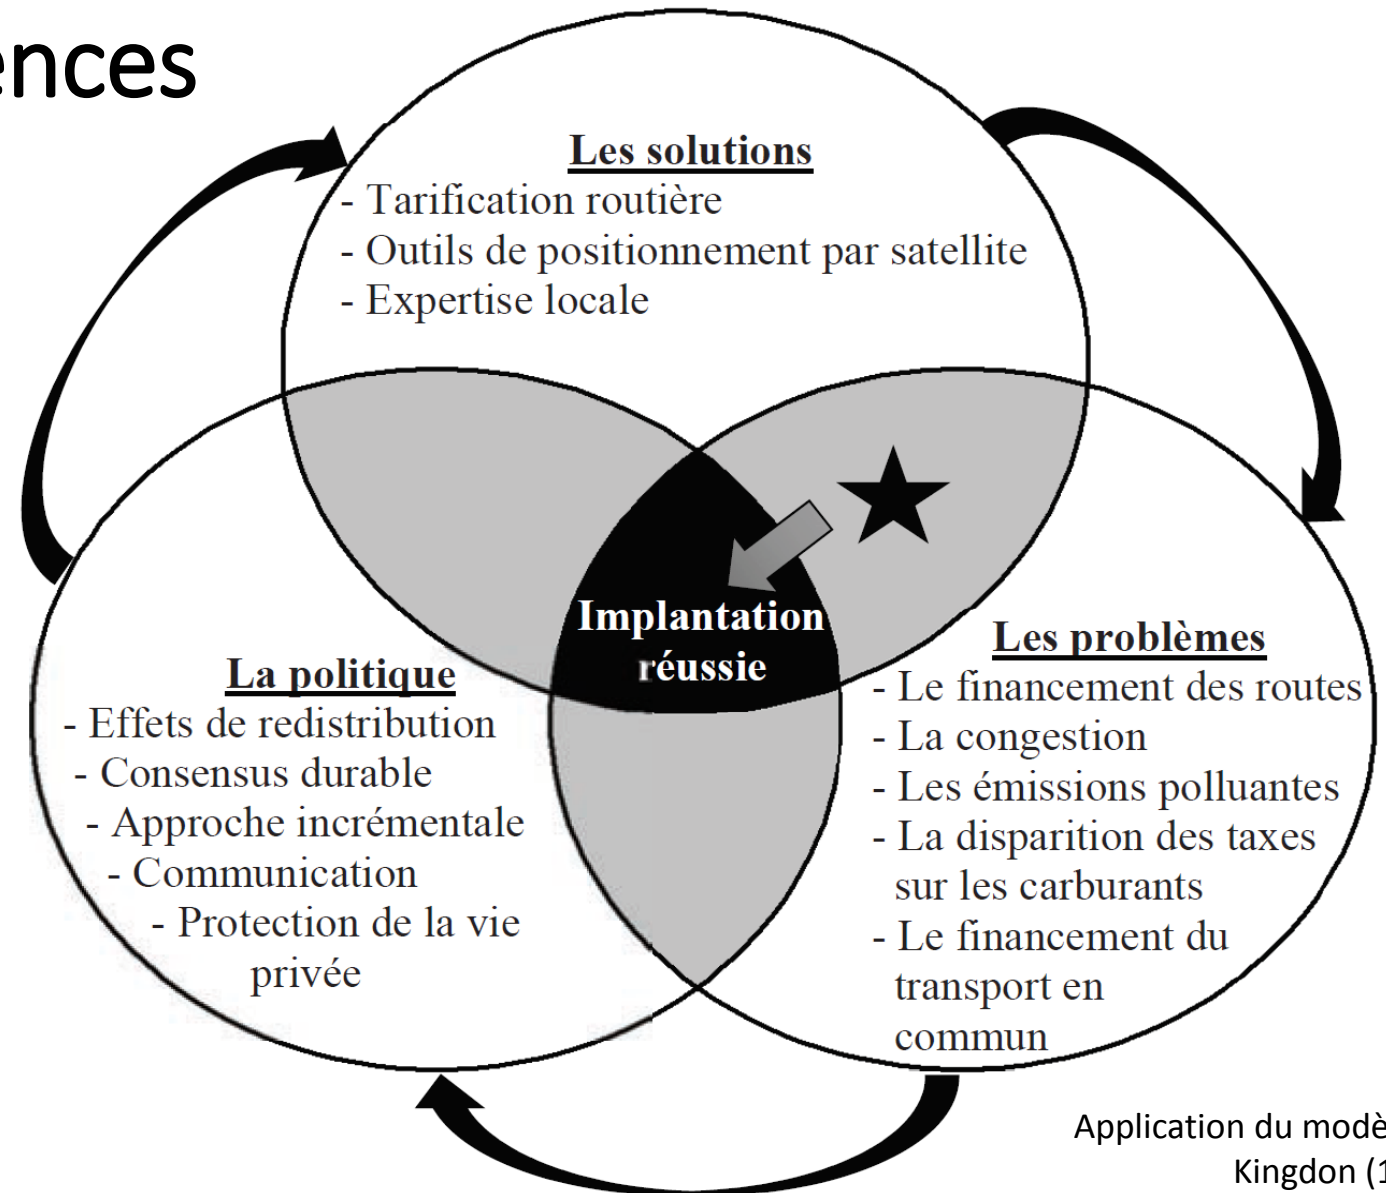 ences
Les solutions
- Tarification routière
- Outils de positionnement par satellite
- Expertise locale
Implantation
réussie
La politique
- Effets de redistribution
- Consensus durable
- Approche incrémentale
- Communication
- Protection de la vie
privée
Les problèmes
- Le financement des routes
- La congestion
- Les émissions polluantes
- La disparition des taxes
sur les carburants
- Le financement du
transport en
commun
Application du modè
Kingdon (1